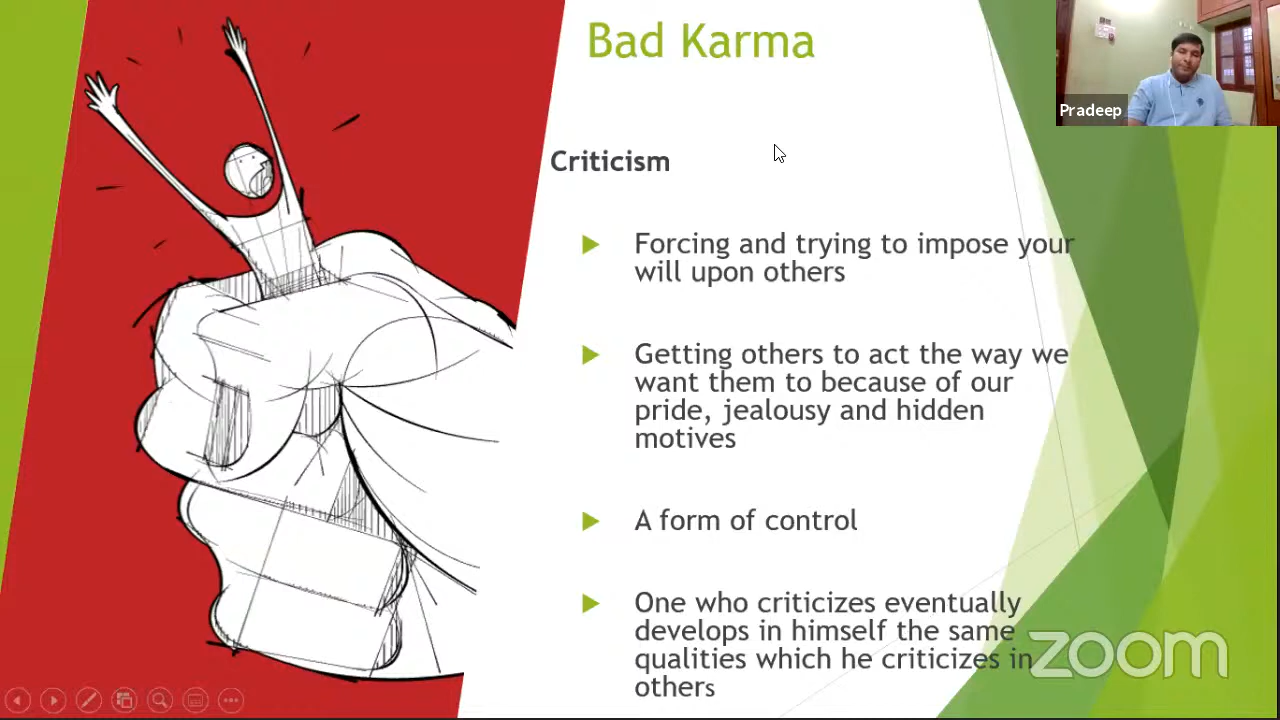 Bad Karma
Pradeep
Criticism
Forcing and trying to impose your
will upon others
Getting others to act the way we
want them to because of our
pride, jealousy and hidden
motives
A form of control
One who criticizes eventually
develops in himself the same
qualities which he criticizes in
others
zoom